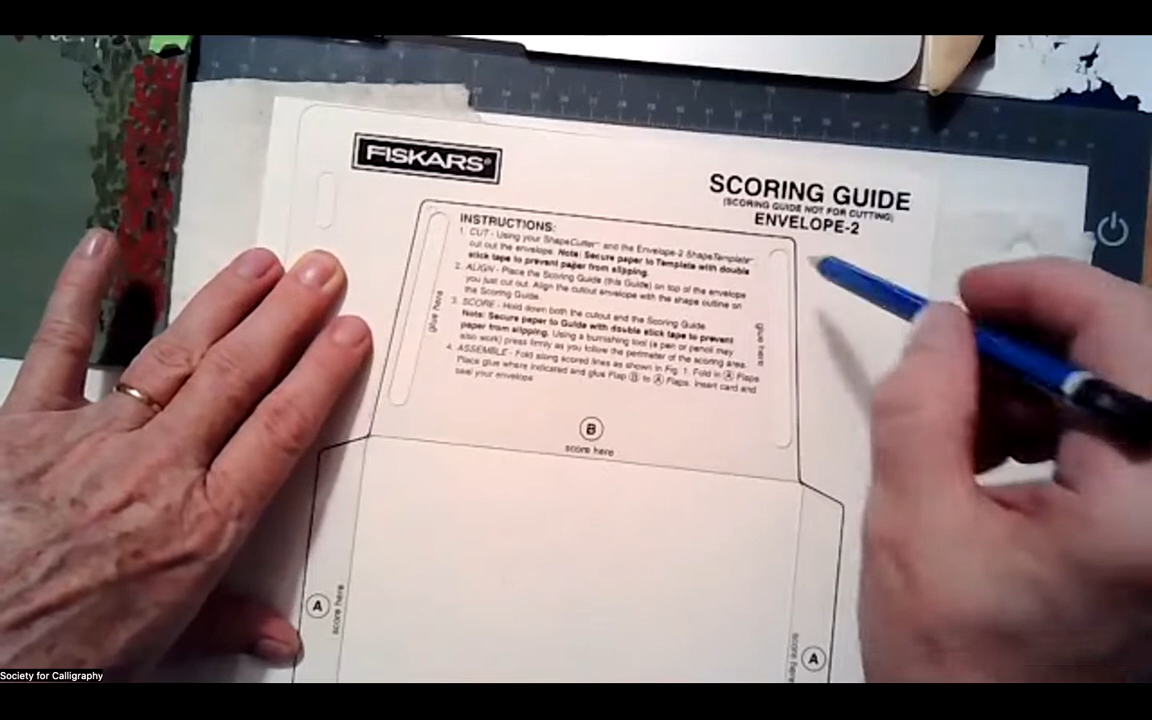 FISKARS®
SCORING GUIDE
(SCORING GUIDE NOT FOR CUTTING)
ENVELOPE-2
INSTRUCTIONS:
1. CUT - Using your ShapeCutter™ and the Envelope-2 ShapeTemplate™
cut out the envelope. Note: Secure paper to Template with double
stick tape to prevent paper from slipping.
2. ALIGN - Place the Scoring Guide (this Guide) on top of the envelope
you just cut out. Align the cutout envelope with the shape outline on
the Scoring Guide.
3. SCORE - Hold down both the cutout and the Scoring Guide
Note: Secure paper to Guide with double stick tape to prevent
paper from slipping. Using a burnishing tool (a pen or pencil may
also work) press firmly as you follow the perimeter of the scoring area.
4. ASSEMBLE - Fold along scored lines as shown in Fig. 1. Fold in A Flaps
Place glue where indicated and glue Flap B to A Flaps. Insert card and
seal your envelope.
glue here
glue here
B
score here
A
score here
score here
A
Society for Calligraphy